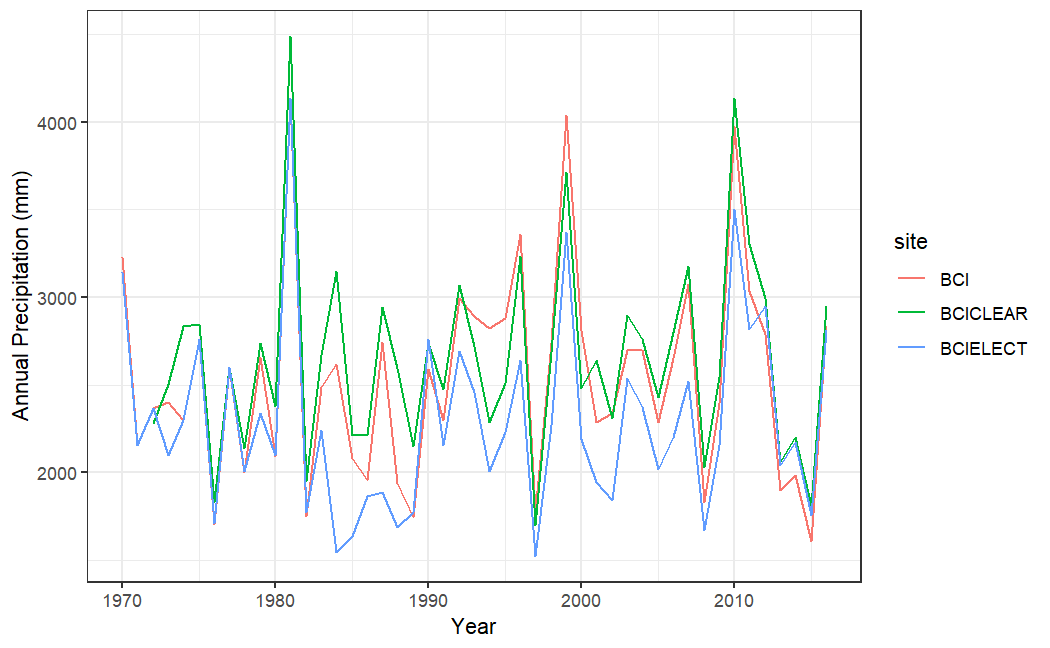 Annual Precipitation (mm)
4000
3000
2000
1970 1980 1990 2000 2010
Year
site
BCI
BCICLEAR
BCIELECT